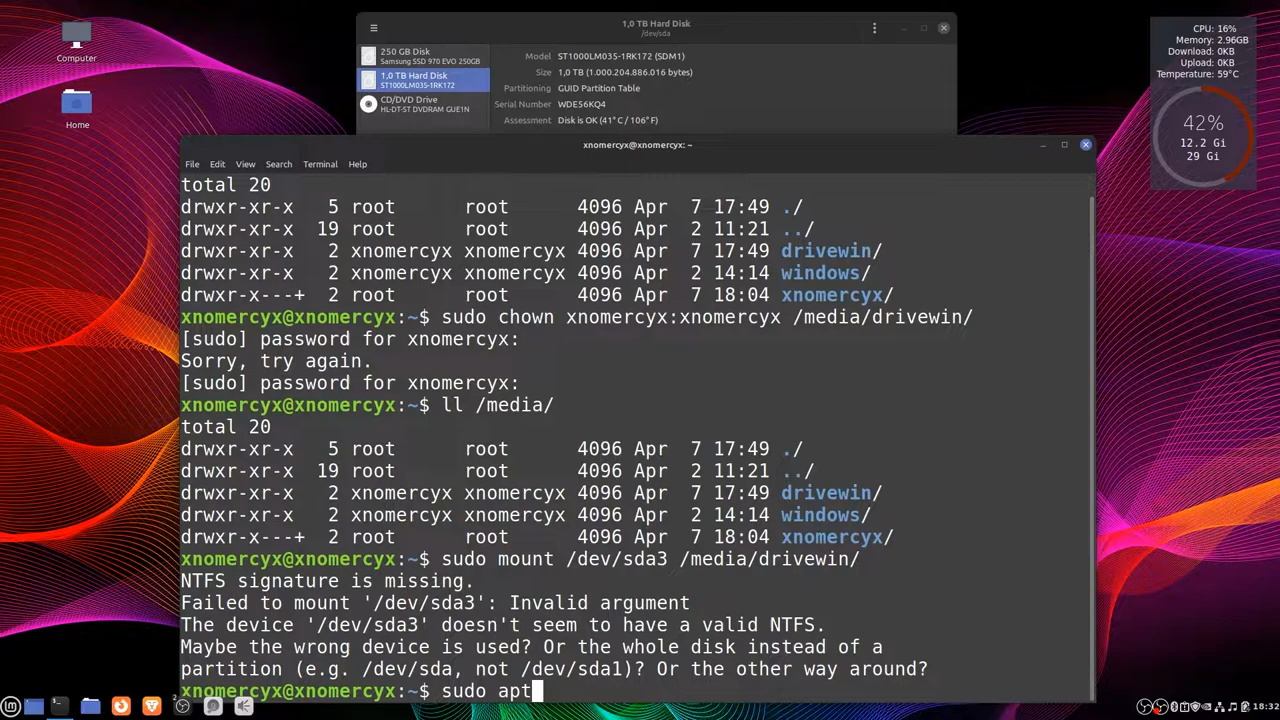 Computer
Home
1,0 TB Hard Disk
/dev/sda
250 GB Disk
Samsung SSD 970 EVO 250GB
1,0 TB Hard Disk
ST1000LM035-1RK172
CD/DVD Drive
HL-DT-ST DVDRAM GUE1N
Model ST1000LM035-1RK172 (SDM1)
Size 1,0 TB (1.000.204.886.016 bytes)
Partitioning GUID Partition Table
Serial Number WDE56KQ4
Assessment Disk is OK (41° C / 106° F)
CPU: 16%
Memory: 2.96GB
Download: 0KB
Upload: 0KB
Temperature: 59°C
42%
12.2 Gi
29 Gi
xnomercyx@xnomercyx: ~
File Edit View Search Terminal Help
total 20
drwxr-xr-x  5 root      root      4096 Apr  7 17:49 ./
drwxr-xr-x 19 root      root      4096 Apr  2 11:21 ../
drwxr-xr-x  2 xnomercyx xnomercyx 4096 Apr  7 17:49 drivewin/
drwxr-xr-x  2 xnomercyx xnomercyx 4096 Apr  2 14:14 windows/
drwxr-x---+ 2 root      root      4096 Apr  7 18:04 xnomercyx/
xnomercyx@xnomercyx:~$ sudo chown xnomercyx:xnomercyx /media/drivewin/
[sudo] password for xnomercyx:
Sorry, try again.
[sudo] password for xnomercyx:
xnomercyx@xnomercyx:~$ ll /media/
total 20
drwxr-xr-x  5 root      root      4096 Apr  7 17:49 ./
drwxr-xr-x 19 root      root      4096 Apr  2 11:21 ../
drwxr-xr-x  2 xnomercyx xnomercyx 4096 Apr  7 17:49 drivewin/
drwxr-xr-x  2 xnomercyx xnomercyx 4096 Apr  2 14:14 windows/
drwxr-x---+ 2 root      root      4096 Apr  7 18:04 xnomercyx/
xnomercyx@xnomercyx:~$ sudo mount /dev/sda3 /media/drivewin/
NTFS signature is missing.
Failed to mount '/dev/sda3': Invalid argument
The device '/dev/sda3' doesn't seem to have a valid NTFS.
Maybe the wrong device is used? Or the whole disk instead of a
partition (e.g. /dev/sda, not /dev/sda1)? Or the other way around?
xnomercyx@xnomercyx:~$ sudo apt
2
18:32